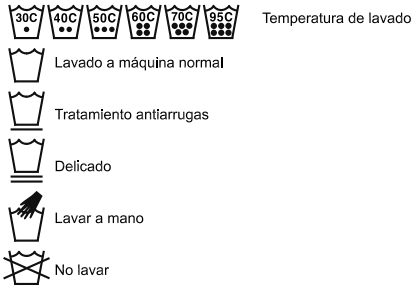 30C 40C 50C 60C 70C 95C Temperatura de lavado
Lavado a máquina normal
Tratamiento antiarrugas
Delicado
Lavar a mano
No lavar